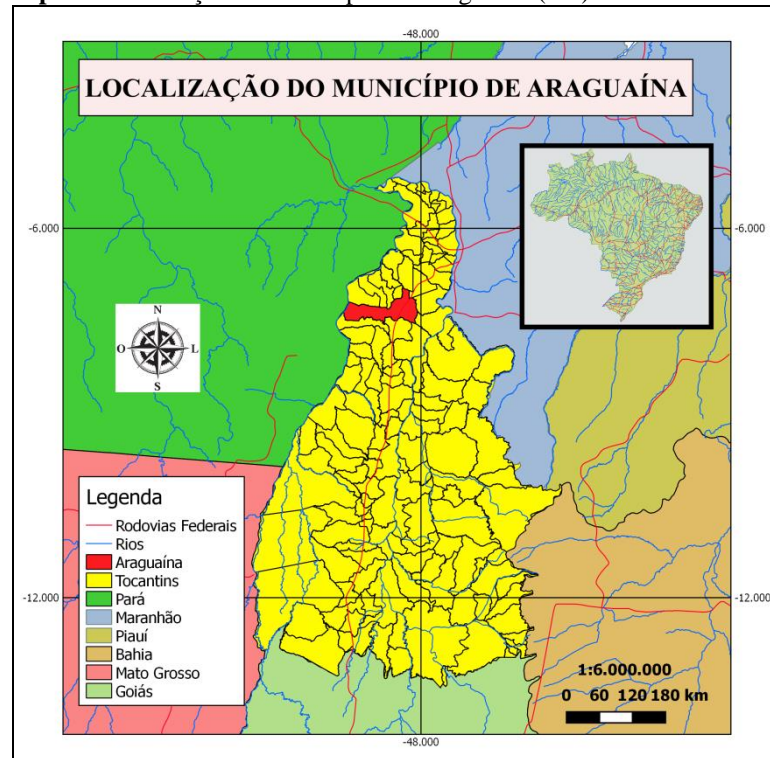 -48.000
LOCALIZAÇÃO DO MUNICÍPIO DE ARAGUAÍNA
-6.000
-6.000
N
O
L
S
Legenda
Rodovias Federais
Rios
Araguaína
Tocantins
Pará
Maranhão
Piauí
Bahia
Mato Grosso
Goiás
-12.000
-12.000
1:6.000.000
0 60 120 180 km
-48.000